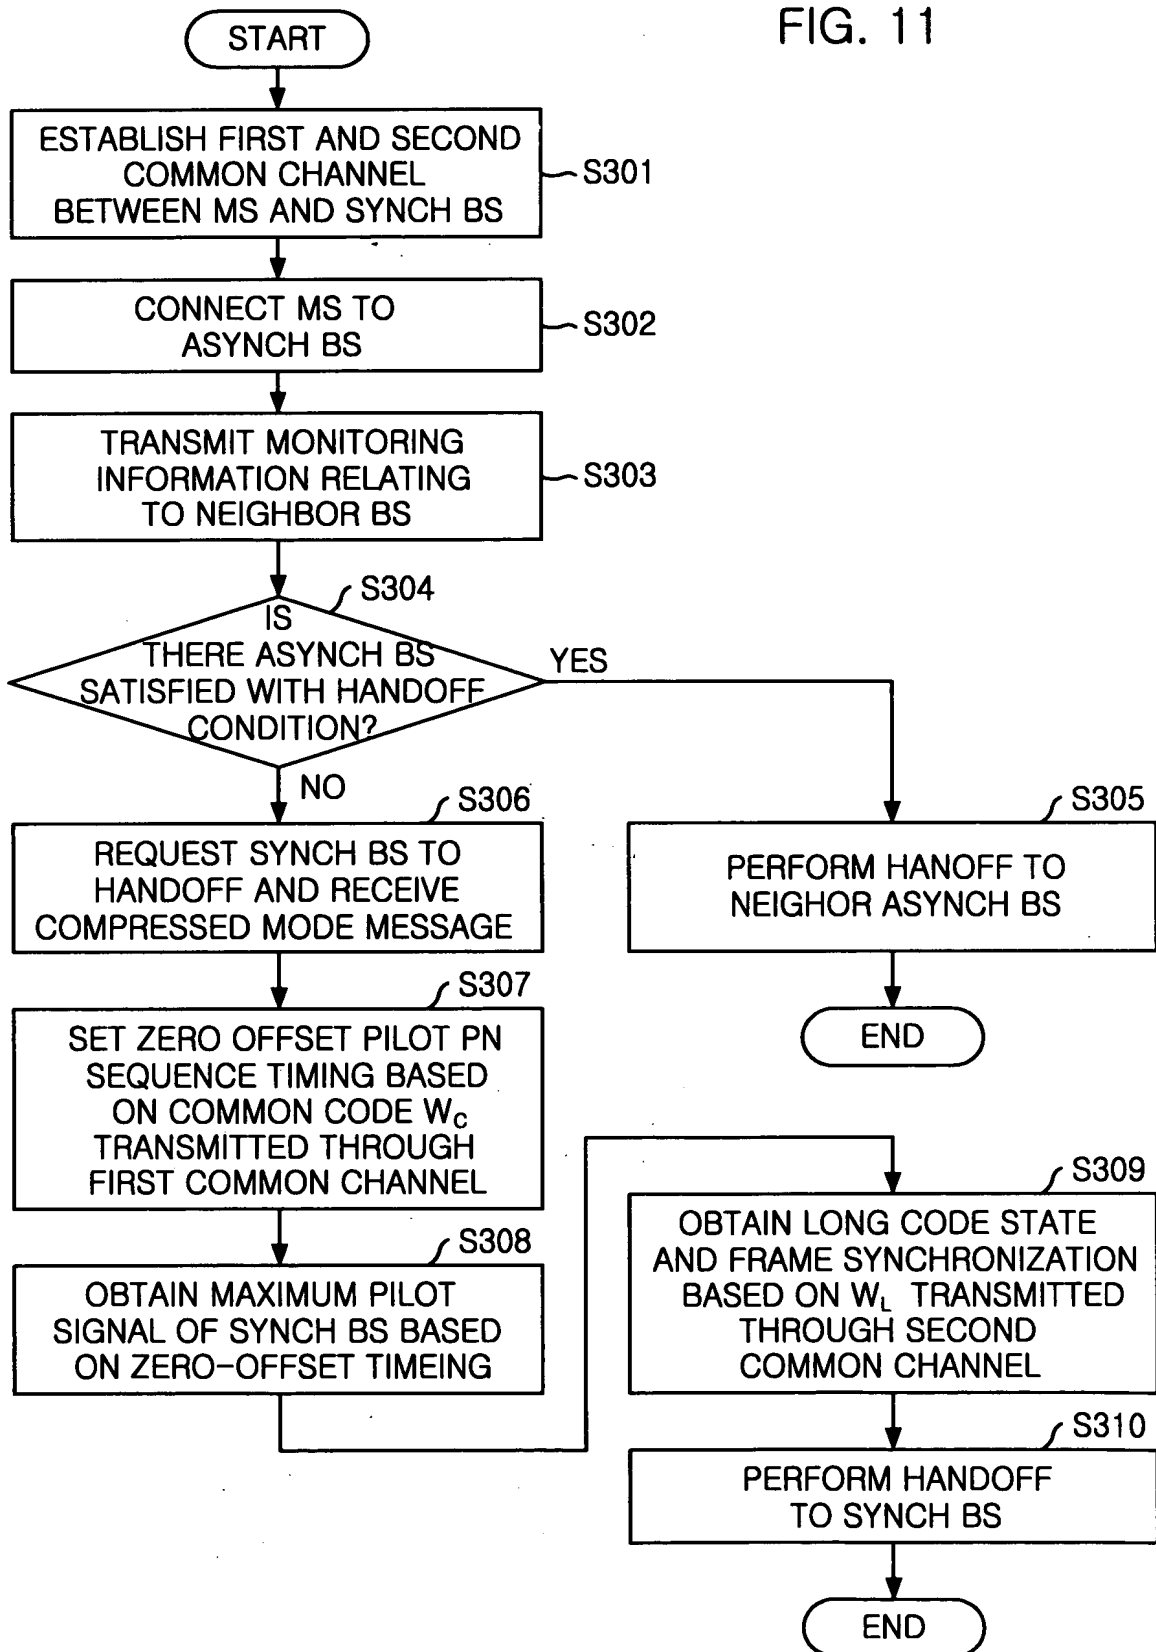 FIG. 11
START
ESTABLISH FIRST AND SECOND
COMMON CHANNEL
BETWEEN MS AND SYNCH BS
S301
CONNECT MS TO
ASYNCH BS
S302
TRANSMIT MONITORING
INFORMATION RELATING
TO NEIGHBOR BS
S303
S304
IS
THERE ASYNCH BS
SATISFIED WITH HANDOFF
CONDITION?
YES
NO
S306
REQUEST SYNCH BS TO
HANDOFF AND RECEIVE
COMPRESSED MODE MESSAGE
S305
PERFORM HANOFF TO
NEIGHOR ASYNCH BS
END
S307
SET ZERO OFFSET PILOT PN
SEQUENCE TIMING BASED
ON COMMON CODE WC
TRANSMITTED THROUGH
FIRST COMMON CHANNEL
S308
OBTAIN MAXIMUM PILOT
SIGNAL OF SYNCH BS BASED
ON ZERO-OFFSET TIMEING
S309
OBTAIN LONG CODE STATE
AND FRAME SYNCHRONIZATION
BASED ON WL TRANSMITTED
THROUGH SECOND
COMMON CHANNEL
S310
PERFORM HANDOFF
TO SYNCH BS
END